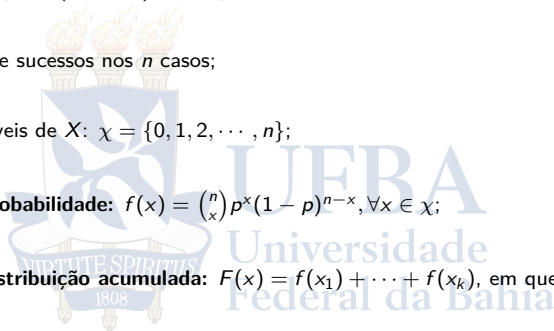 e sucessos nos n casos;
veis de X: χ = {0, 1, 2, ⋯ , n};
UFBA
obabilidade: f(x) = \binom{n}{x} p^x (1 − p)^{n−x}, ∀x ∈ χ;
Universidade
VIRTUTE SPIRITUS
stribuição acumulada: F(x) = f(x_1) + ⋯ + f(x_k), em que
1808
Federal da Bahia